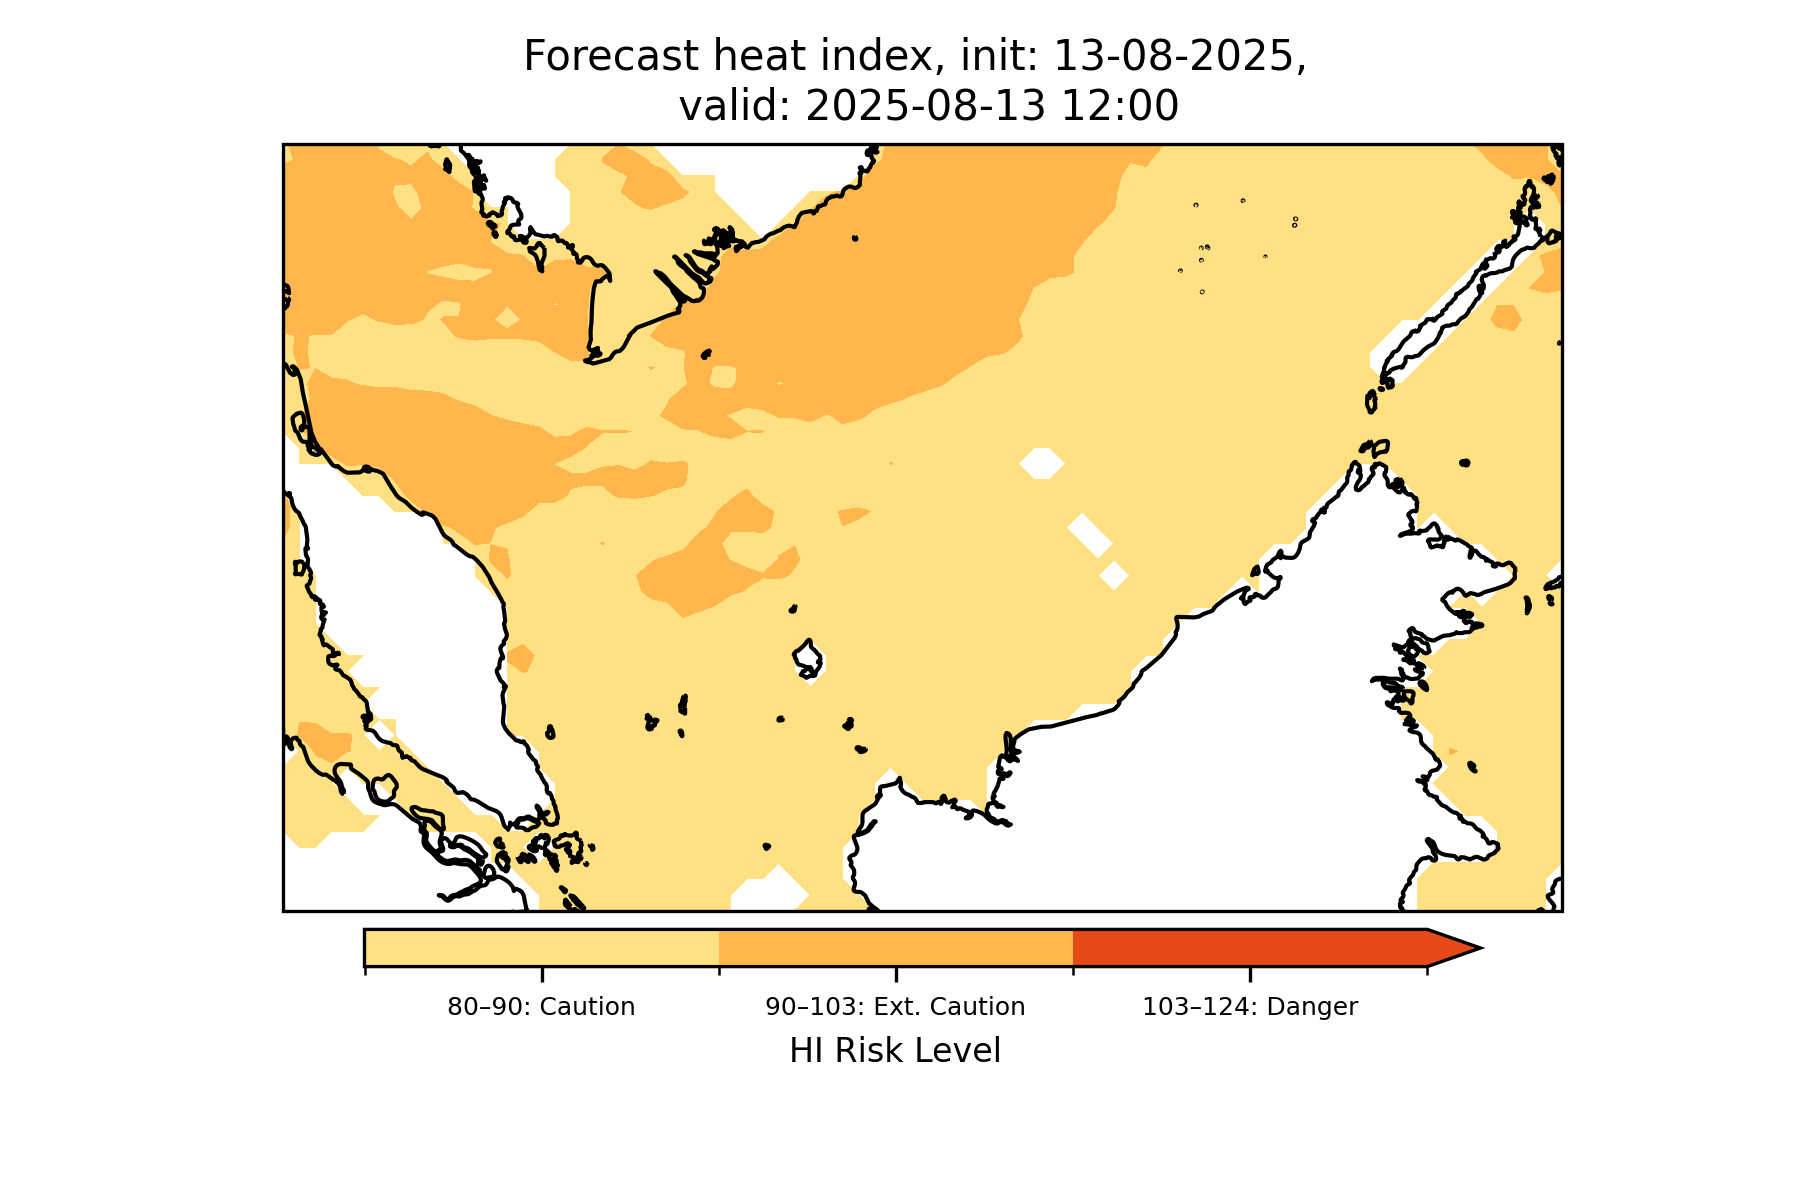 Forecast heat index, init: 13-08-2025,
valid: 2025-08-13 12:00
80–90: Caution
90–103: Ext. Caution
103–124: Danger
HI Risk Level